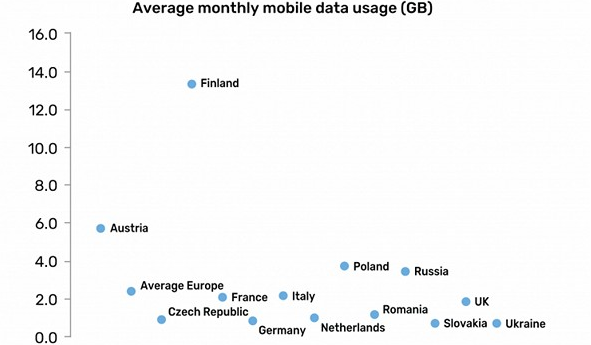 Average monthly mobile data usage (GB)
16.0
14.0
Finland
12.0
10.0
8.0
6.0
Austria
4.0
Poland
Russia
Average Europe
2.0
France
Italy
UK
Czech Republic
Romania
Germany
Netherlands
Slovakia
Ukraine
0.0